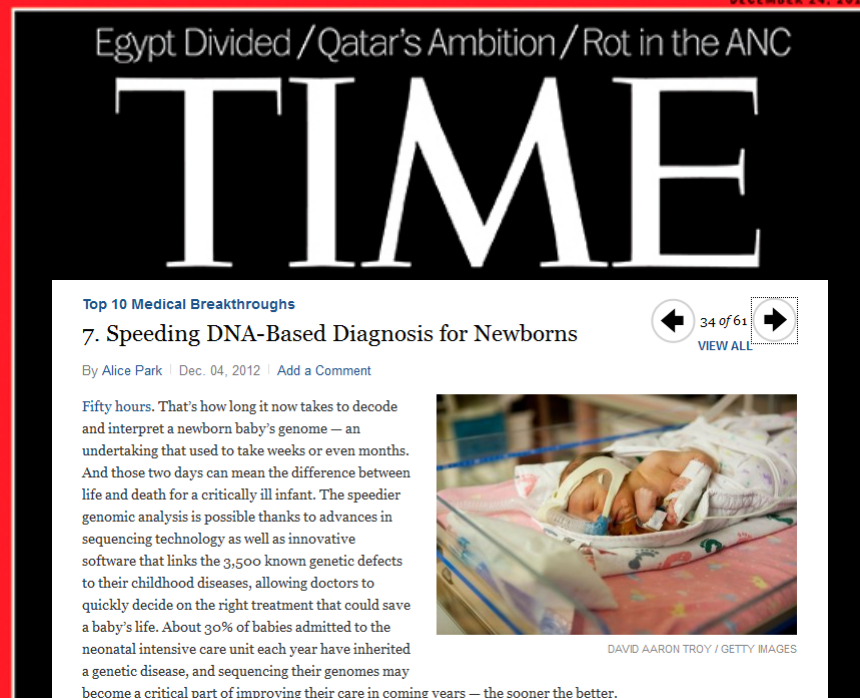 DECEMBER 24, 201
Egypt Divided / Qatar's Ambition / Rot in the ANC
TIME
Top 10 Medical Breakthroughs
34 of 61
7. Speeding DNA-Based Diagnosis for Newborns
VIEW ALL
By Alice Park | Dec. 04, 2012 | Add a Comment
Fifty hours. That's how long it now takes to decode
and interpret a newborn baby's genome — an
undertaking that used to take weeks or even months.
And those two days can mean the difference between
life and death for a critically ill infant. The speedier
genomic analysis is possible thanks to advances in
sequencing technology as well as innovative
software that links the 3,500 known genetic defects
to their childhood diseases, allowing doctors to
quickly decide on the right treatment that could save
a baby's life. About 30% of babies admitted to the
neonatal intensive care unit each year have inherited
a genetic disease, and sequencing their genomes may
become a critical part of improving their care in coming years — the sooner the better.
DAVID AARON TROY / GETTY IMAGES